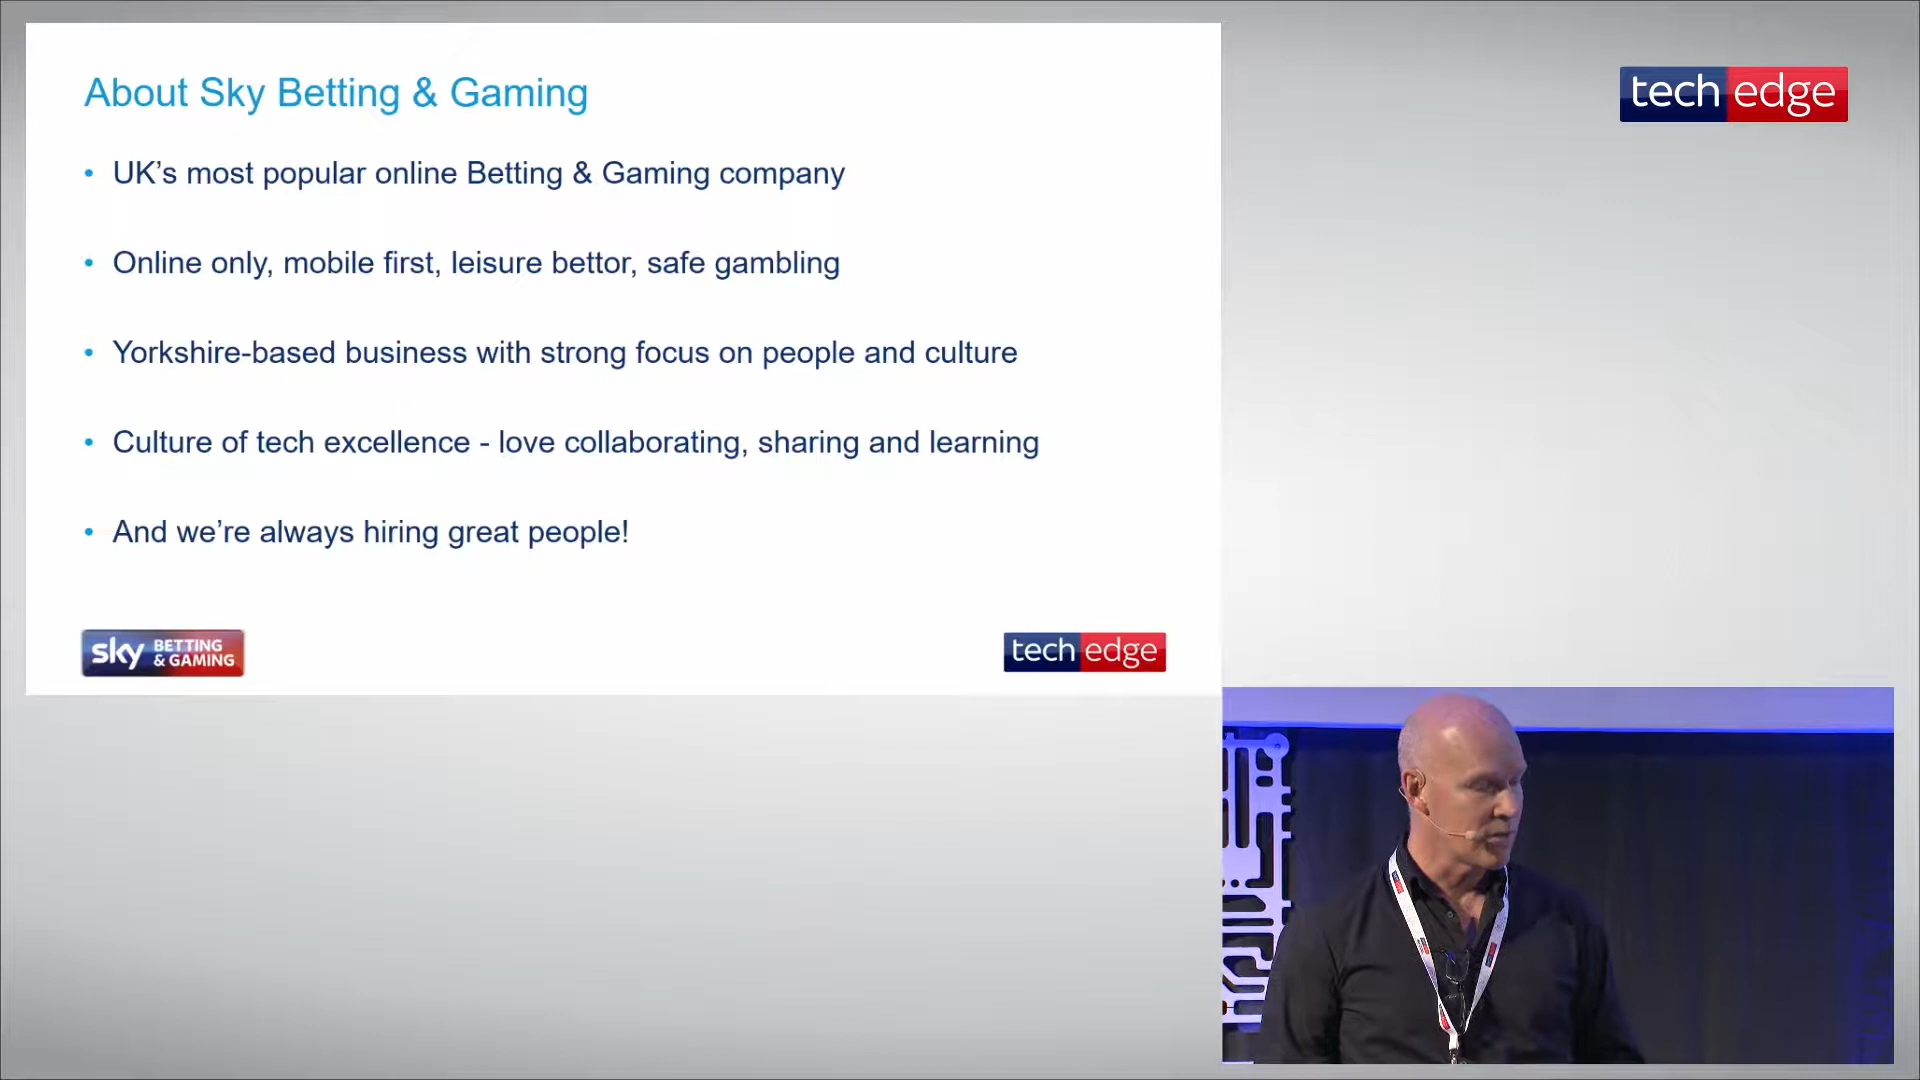 About Sky Betting & Gaming
tech edge
• UK’s most popular online Betting & Gaming company
• Online only, mobile first, leisure bettor, safe gambling
• Yorkshire-based business with strong focus on people and culture
• Culture of tech excellence - love collaborating, sharing and learning
• And we’re always hiring great people!
sky BETTING
& GAMING
tech edge